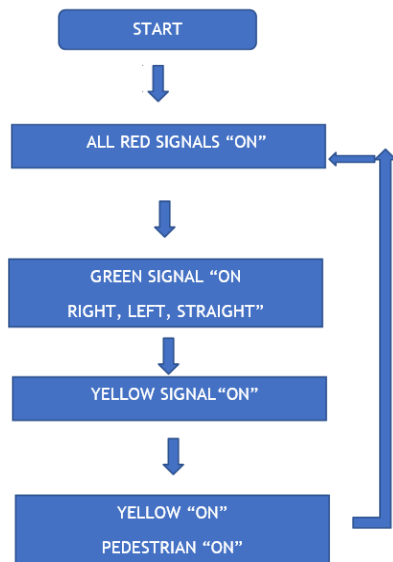 START
ALL RED SIGNALS “ON”
GREEN SIGNAL “ON
RIGHT, LEFT, STRAIGHT”
YELLOW SIGNAL“ON”
YELLOW “ON”
PEDESTRIAN “ON”